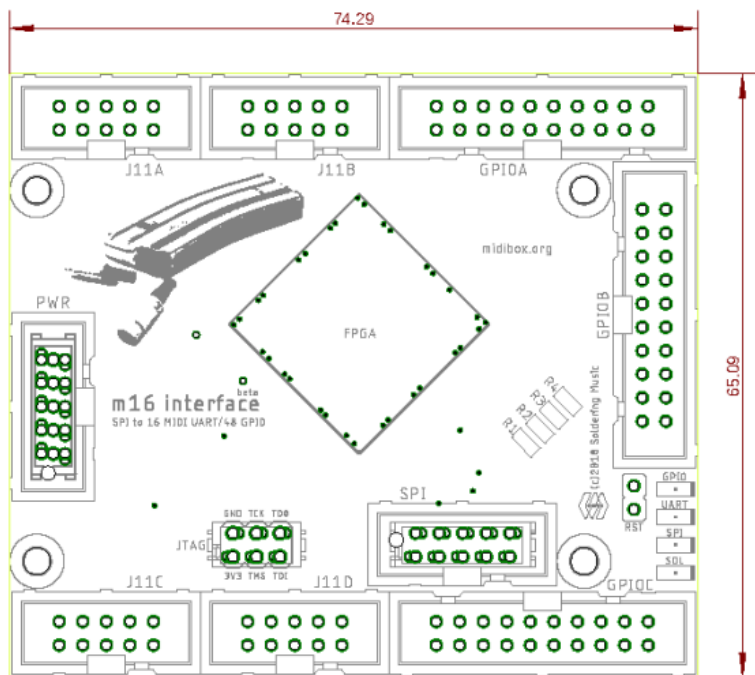 74.29
J11A
J11B
GPIOA
midibox.org
PWR
GPIOB
65.09
FPGA
m16 interface
beta
SPI to 16 MIDI UART/48 GPIO
R1
R2
R3
R4
(c)2018 Soldering Music
SPI
GPIO
UART
SPI
SOL
RST
GND TCK TDO
JTAG
3V3 TMS TDI
J11C
J11D
GPIOC